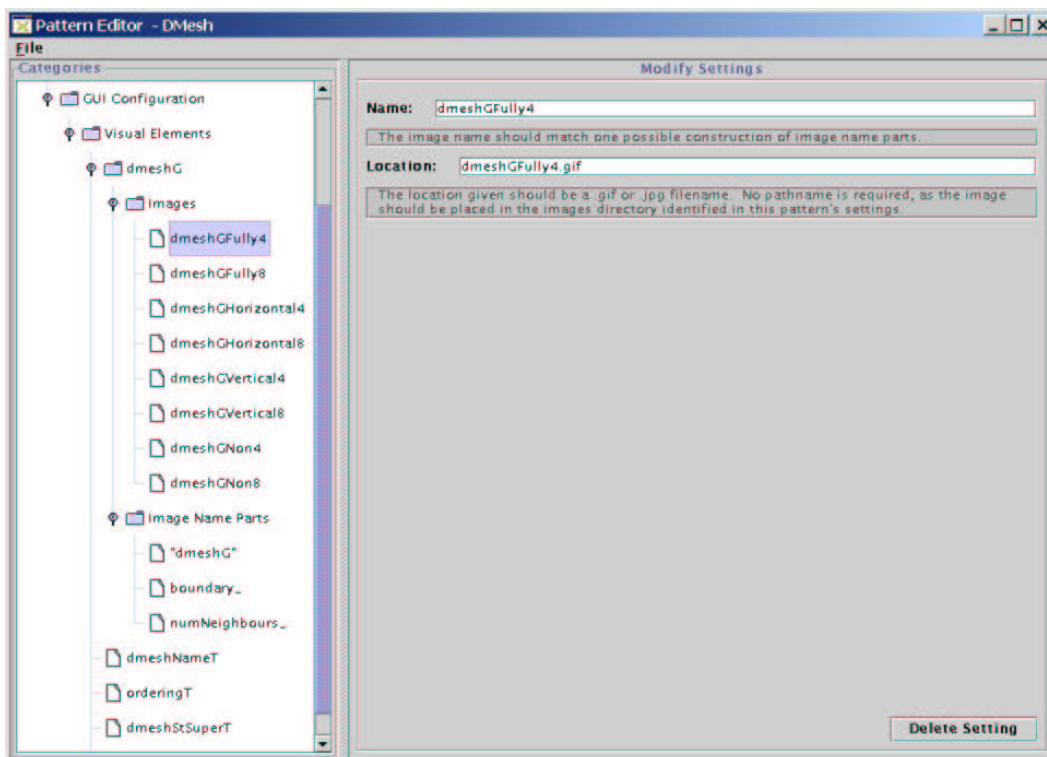 Pattern Editor - DMesh
File
Categories
GUI Configuration
Visual Elements
dmeshG
Images
dmeshGFully4
dmeshGFully8
dmeshGHorizontal4
dmeshGHorizontal8
dmeshGVertical4
dmeshGVertical8
dmeshGNon4
dmeshGNon8
Image Name Parts
"dmeshG"
boundary_
numNeighbours_
dmeshNameT
orderingT
dmeshStSuperT
Modify Settings
Name: dmeshGFully4
The image name should match one possible construction of image name parts.
Location: dmeshGFully4.gif
The location given should be a .gif or .jpg filename. No pathname is required, as the image
should be placed in the images directory identified in this pattern's settings.
Delete Setting